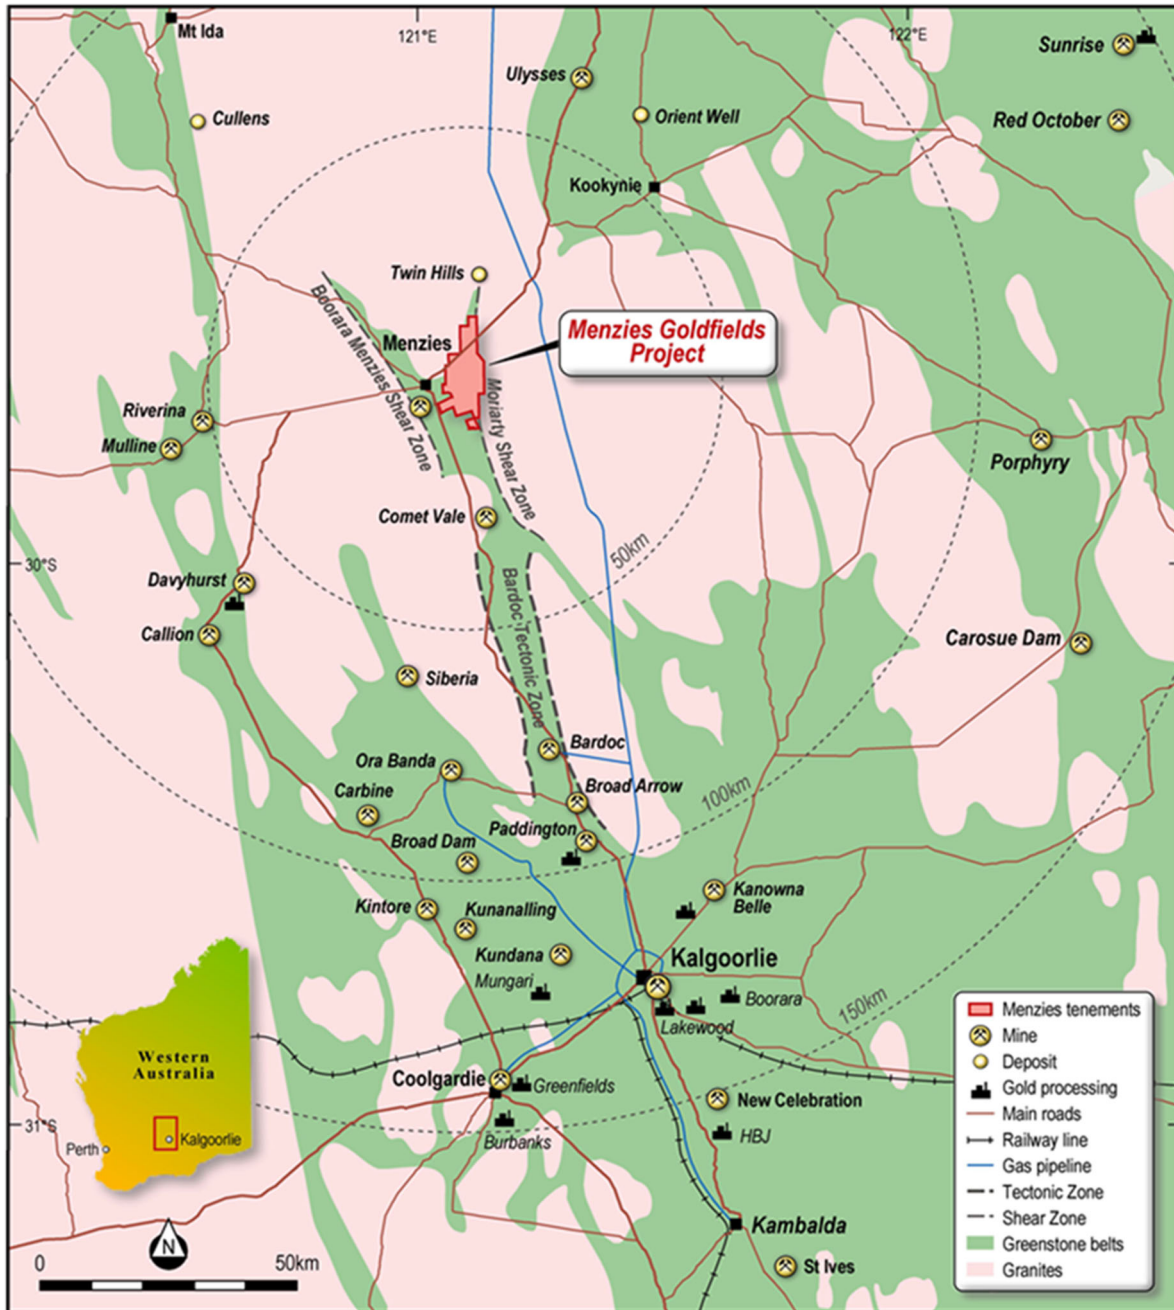 121°E
122°E
Mt Ida
Sunrise
Ulysses
Cullens
Orient Well
Red October
Kookynie
Twin Hills
Menzies Goldfields
Project
Boorara Menzies Shear Zone
Menzies
Moriarty Shear Zone
Riverina
Mulline
Porphyry
Comet Vale
50km
30°S
Davyhurst
Bardoc Tectonic Zone
Callion
Carosue Dam
Siberia
Bardoc
Ora Banda
Carbine
Broad Arrow
100km
Paddington
Broad Dam
Kanowna
Belle
Kintore
Kunanalling
Kundana
Kalgoorlie
Mungari
Boorara
150km
Lakewood
Coolgardie
Greenfields
New Celebration
31°S
Burbanks
HBJ
Kambalda
St Ives
Western
Australia
Perth
Kalgoorlie
N
0
50km
Menzies tenements
Mine
Deposit
Gold processing
Main roads
Railway line
Gas pipeline
Tectonic Zone
Shear Zone
Greenstone belts
Granites